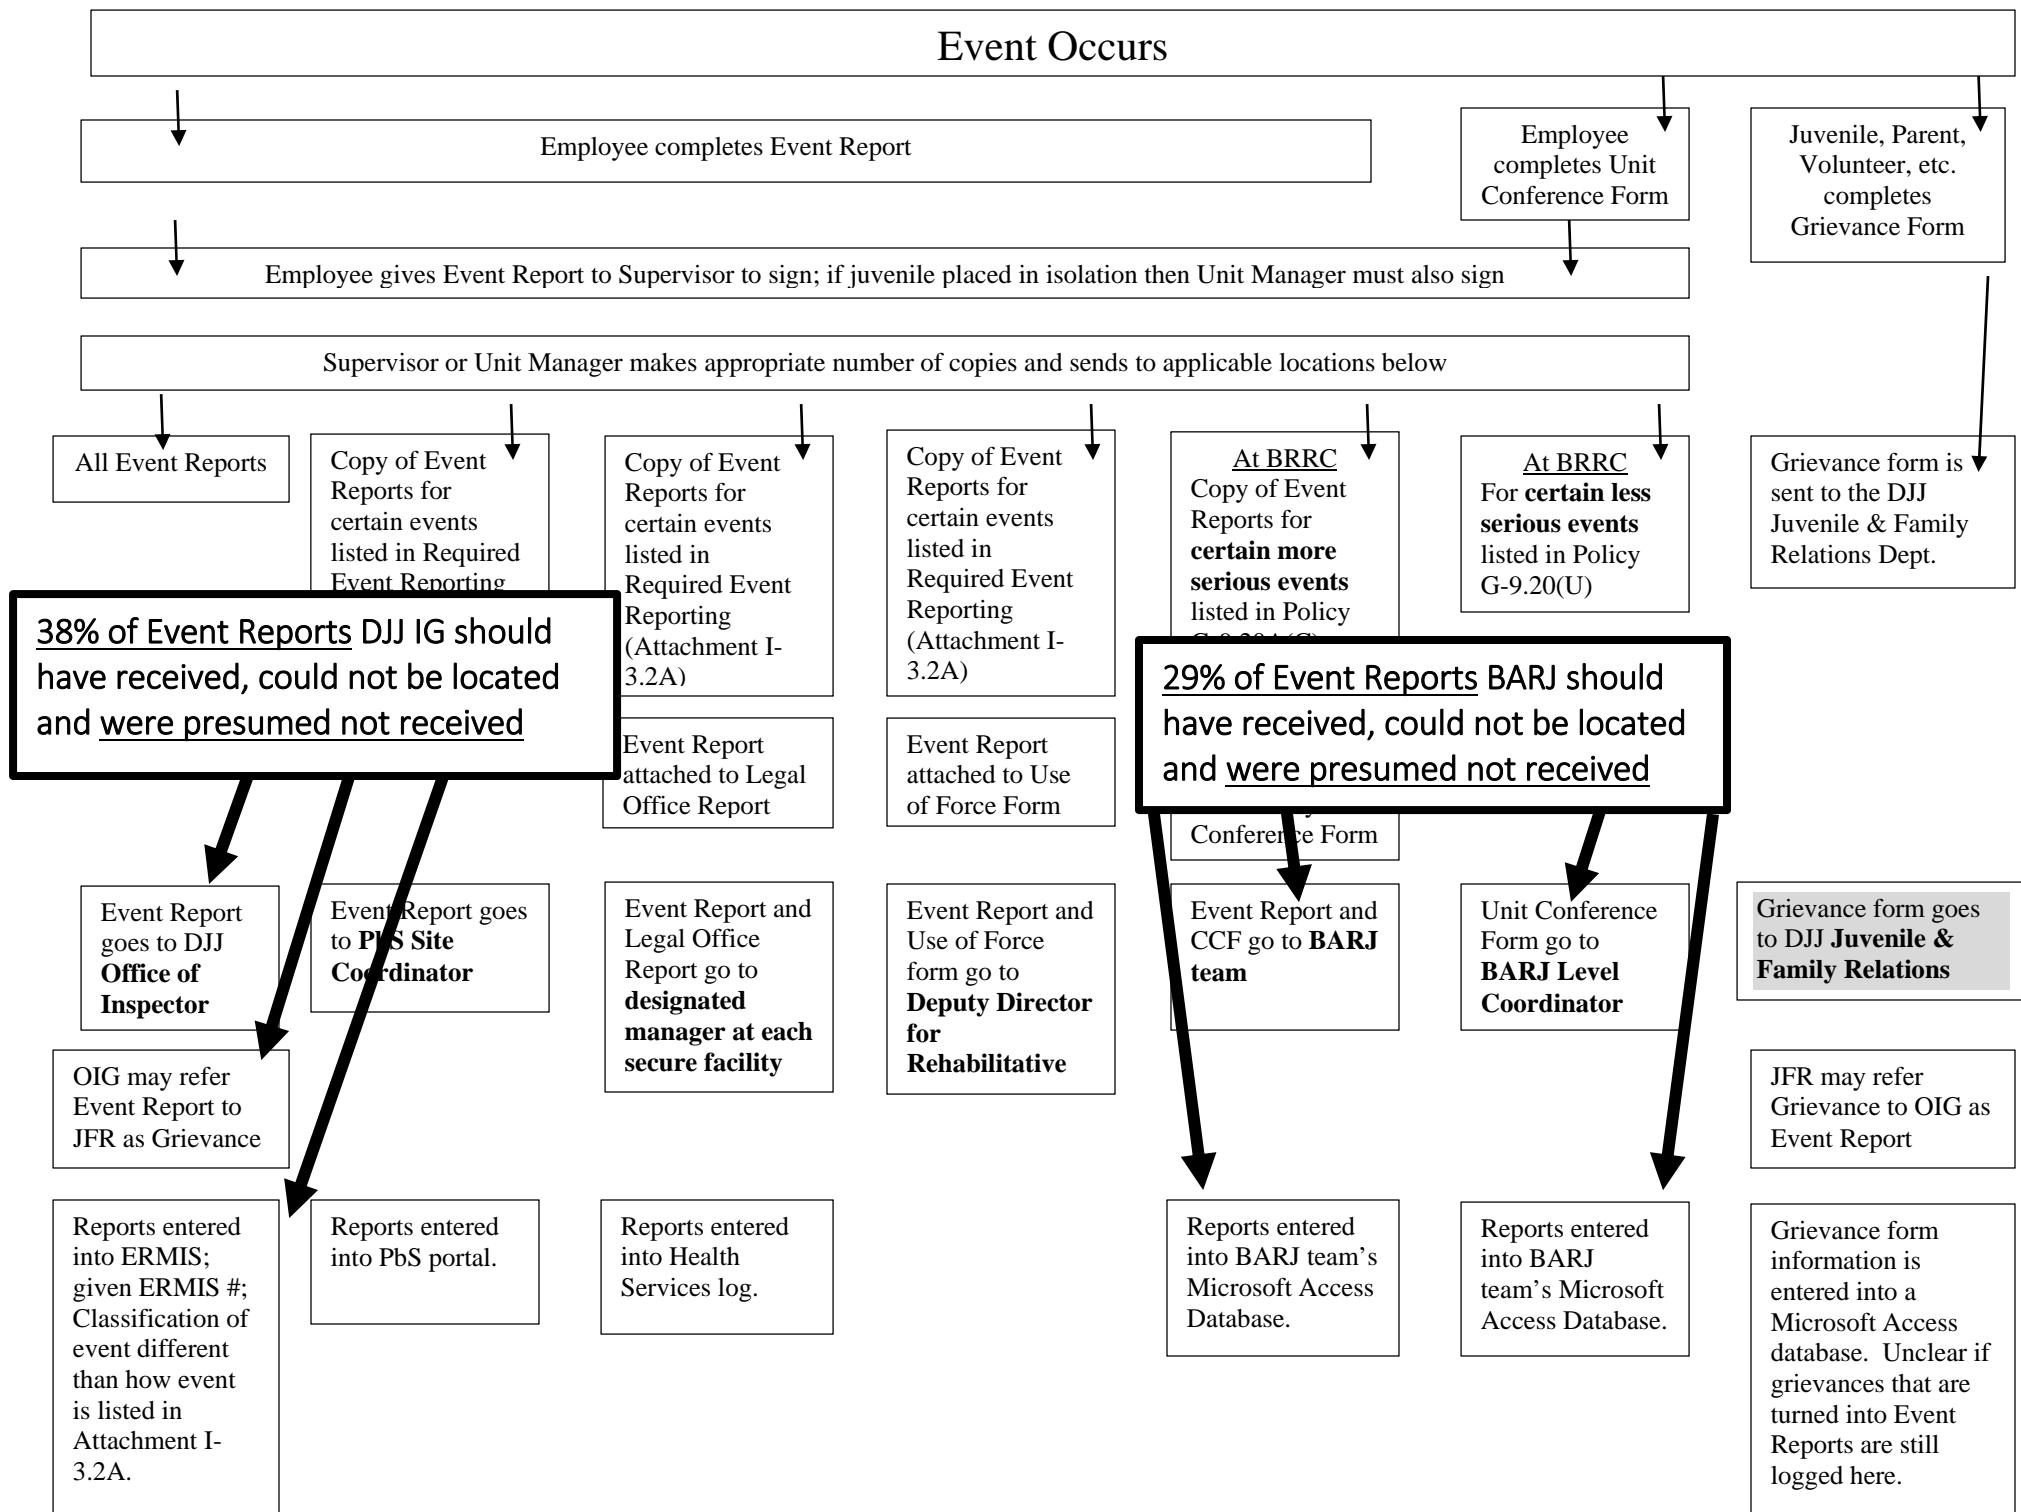 Event Occurs
Employee completes Event Report
Employee
completes Unit
Conference Form
Juvenile, Parent,
Volunteer, etc.
completes
Grievance Form
Employee gives Event Report to Supervisor to sign; if juvenile placed in isolation then Unit Manager must also sign
Supervisor or Unit Manager makes appropriate number of copies and sends to applicable locations below
All Event Reports
Copy of Event
Reports for
certain events
listed in Required
Event Reporting
Copy of Event
Reports for
certain events
listed in
Required Event
Reporting
(Attachment I-
3.2A)
Copy of Event
Reports for
certain events
listed in
Required Event
Reporting
(Attachment I-
3.2A)
At BRRC
Copy of Event
Reports for
certain more
serious events
listed in Policy
At BRRC
For certain less
serious events
listed in Policy
G-9.20(U)
Grievance form is
sent to the DJJ
Juvenile & Family
Relations Dept.
38% of Event Reports DJJ IG should
have received, could not be located
and were presumed not received
29% of Event Reports BARJ should
have received, could not be located
and were presumed not received
Event Report
attached to Legal
Office Report
Event Report
attached to Use
of Force Form
Conference Form
Event Report
goes to DJJ
Office of
Inspector
Event Report goes
to PbS Site
Coordinator
Event Report and
Legal Office
Report go to
designated
manager at each
secure facility
Event Report and
Use of Force
form go to
Deputy Director
for
Rehabilitative
Event Report and
CCF go to BARJ
team
Unit Conference
Form go to
BARJ Level
Coordinator
Grievance form goes
to DJJ Juvenile &
Family Relations
OIG may refer
Event Report to
JFR as Grievance
JFR may refer
Grievance to OIG as
Event Report
Reports entered
into ERMIS;
given ERMIS #;
Classification of
event different
than how event
is listed in
Attachment I-
3.2A.
Reports entered
into PbS portal.
Reports entered
into Health
Services log.
Reports entered
into BARJ team’s
Microsoft Access
Database.
Reports entered
into BARJ
team’s Microsoft
Access Database.
Grievance form
information is
entered into a
Microsoft Access
database.  Unclear if
grievances that are
turned into Event
Reports are still
logged here.